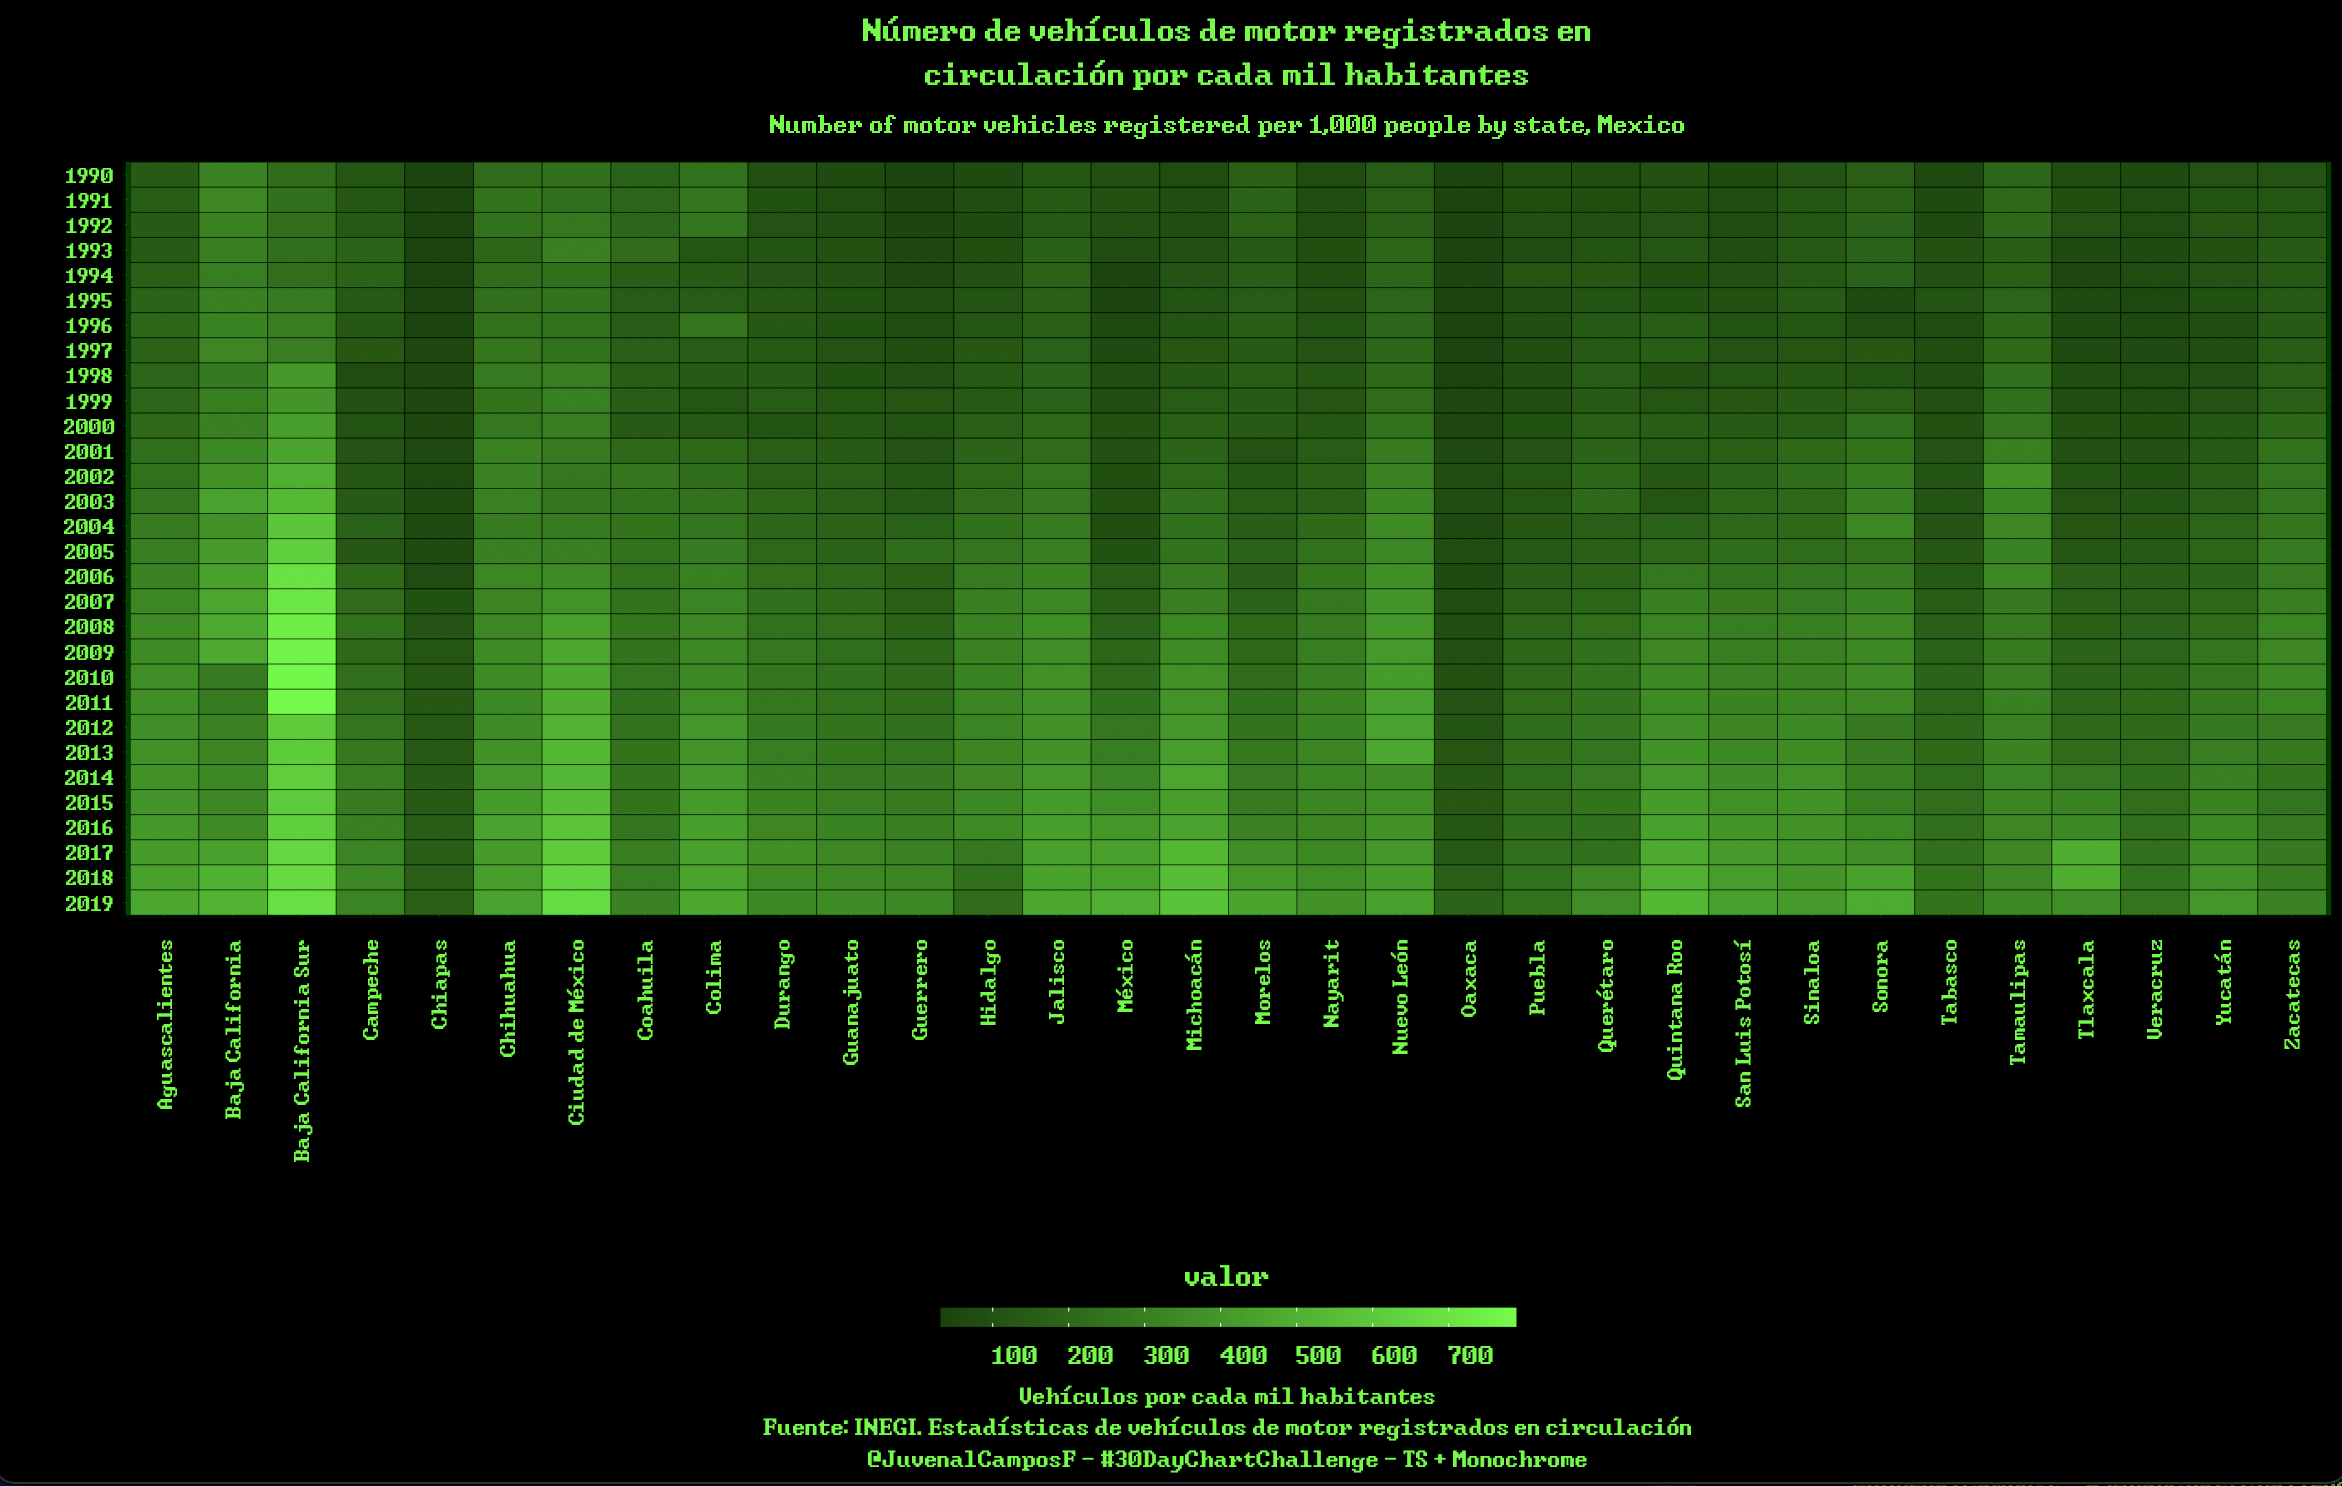 Número de vehículos de motor registrados en
circulación por cada mil habitantes
Number of motor vehicles registered per 1,000 people by state, Mexico
1990
1991
1992
1993
1994
1995
1996
1997
1998
1999
2000
2001
2002
2003
2004
2005
2006
2007
2008
2009
2010
2011
2012
2013
2014
2015
2016
2017
2018
2019
Aguascalientes
Baja California
Baja California Sur
Campeche
Chiapas
Chihuahua
Ciudad de México
Coahuila
Colima
Durango
Guanajuato
Guerrero
Hidalgo
Jalisco
México
Michoacán
Morelos
Nayarit
Nuevo León
Oaxaca
Puebla
Querétaro
Quintana Roo
San Luis Potosí
Sinaloa
Sonora
Tabasco
Tamaulipas
Tlaxcala
Veracruz
Yucatán
Zacatecas
valor
100 200 300 400 500 600 700
Vehículos por cada mil habitantes
Fuente: INEGI. Estadísticas de vehículos de motor registrados en circulación
@JuvenalCamposF - #30DayChartChallenge - TS + Monochrome